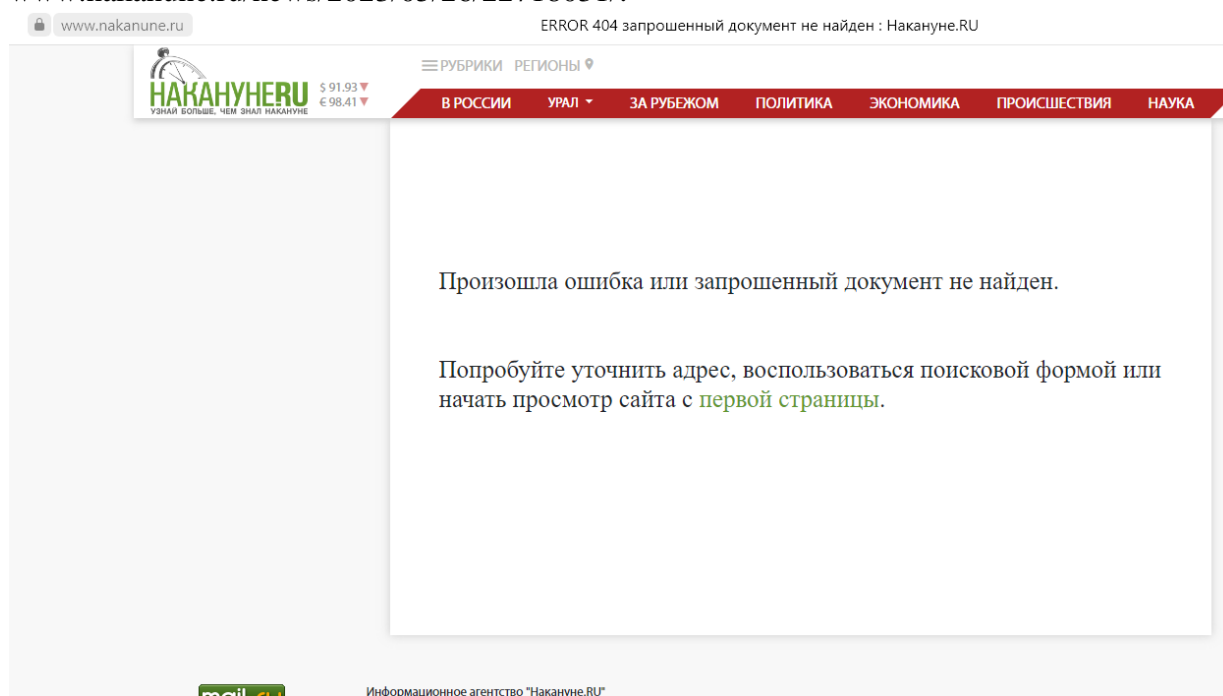 www.nakanune.ru
ERROR 404 запрошенный документ не найден : Накануне.RU
РУБРИКИ РЕГИОНЫ
НАКАНУНЕ.RU
УЗНАЙ БОЛЬШЕ, ЧЕМ ЗНАЛ НАКАНУНЕ
$ 91.93
€ 98.41
В РОССИИ УРАЛ ЗА РУБЕЖОМ ПОЛИТИКА ЭКОНОМИКА ПРОИСШЕСТВИЯ НАУКА
Произошла ошибка или запрошенный документ не найден.
Попробуйте уточнить адрес, воспользоваться поисковой формой или
начать просмотр сайта с первой страницы.
Информационное агентство "Накануне.RU"